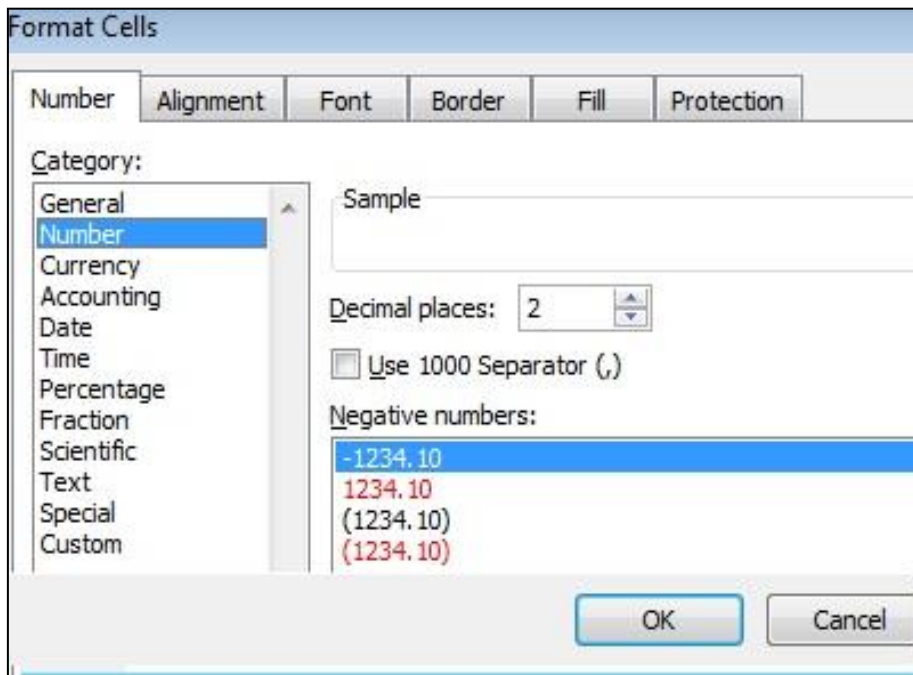 Format Cells
Number Alignment Font Border Fill Protection
Category:
General
Number
Currency
Accounting
Date
Time
Percentage
Fraction
Scientific
Text
Special
Custom
Sample
Decimal places: 2
Use 1000 Separator (,)
Negative numbers:
-1234.10
1234.10
(1234.10)
(1234.10)
OK Cancel